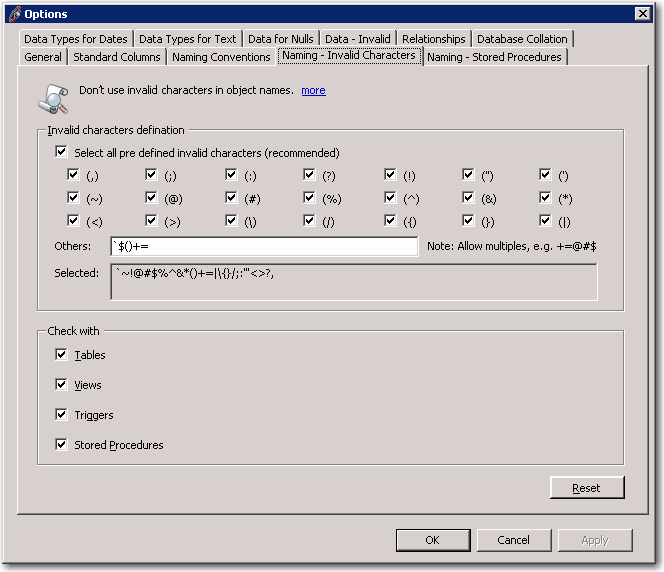 Options
Data Types for Dates Data Types for Text Data for Nulls Data - Invalid Relationships Database Collation
General Standard Columns Naming Conventions Naming - Invalid Characters Naming - Stored Procedures
Don't use invalid characters in object names. more
Invalid characters defination
Select all pre defined invalid characters (recommended)
(,) (;) (:) (?) (!) (") (')
(~) (@) (#) (%) (^) (&) (*)
(<) (>) (\) (/) ({) (}) (|)
Others: `$()+= Note: Allow multiples, e.g. +=@#$
Selected: `~!@#$%^&*()+=|\{}/;:'"<>?,
Check with
Tables
Views
Triggers
Stored Procedures
Reset
OK Cancel Apply